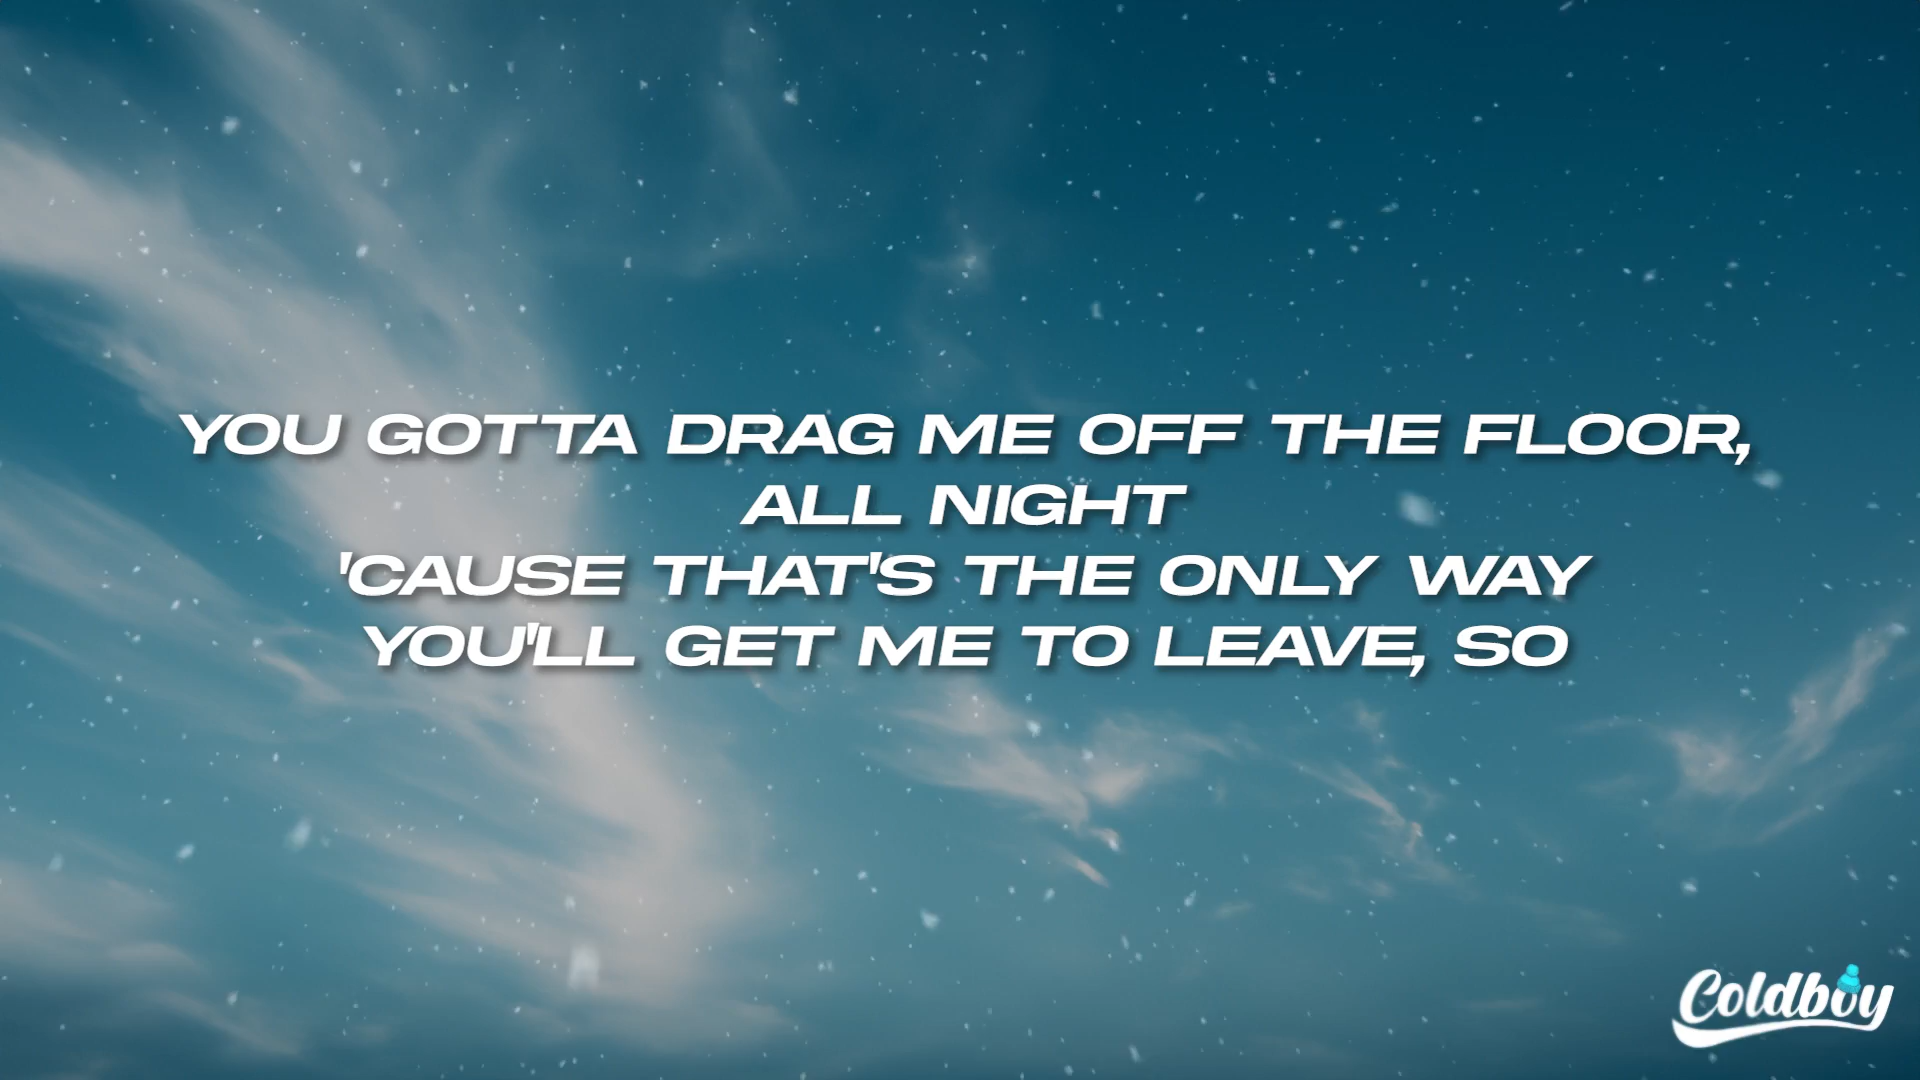 YOU GOTTA DRAG ME OFF THE FLOOR,
ALL NIGHT
'CAUSE THAT'S THE ONLY WAY
YOU'LL GET ME TO LEAVE, SO
Coldboy